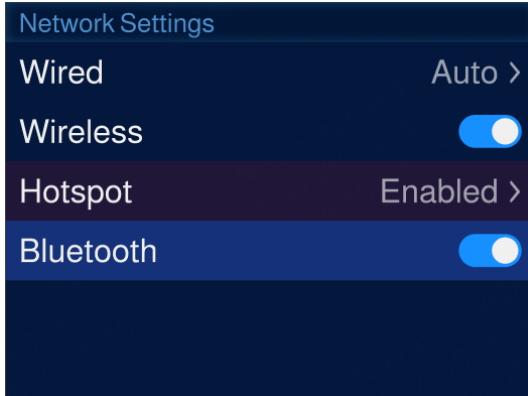 Network Settings
Wired Auto >
Wireless
Hotspot Enabled >
Bluetooth